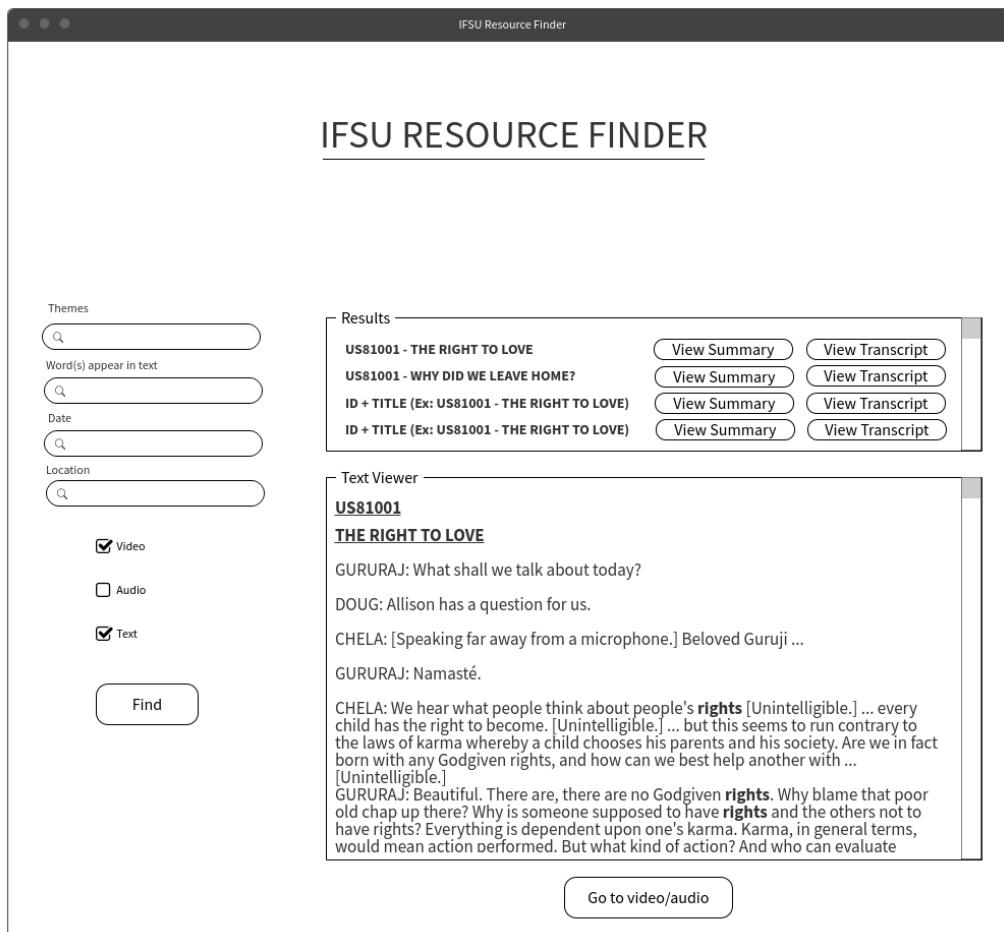 IFSU Resource Finder
IFSU RESOURCE FINDER
Themes
Word(s) appear in text
Date
Location
Video
Audio
Text
Find
Results
US81001 - THE RIGHT TO LOVE View Summary View Transcript
US81001 - WHY DID WE LEAVE HOME? View Summary View Transcript
ID + TITLE (Ex: US81001 - THE RIGHT TO LOVE) View Summary View Transcript
ID + TITLE (Ex: US81001 - THE RIGHT TO LOVE) View Summary View Transcript
Text Viewer
US81001
THE RIGHT TO LOVE
GURURAJ: What shall we talk about today?
DOUG: Allison has a question for us.
CHELA: [Speaking far away from a microphone.] Beloved Guruji ...
GURURAJ: Namasté.
CHELA: We hear what people think about people's rights [Unintelligible.] ... every
child has the right to become. [Unintelligible.] ... but this seems to run contrary to
the laws of karma whereby a child chooses his parents and his society. Are we in fact
born with any Godgiven rights, and how can we best help another with ...
[Unintelligible.]
GURURAJ: Beautiful. There are, there are no Godgiven rights. Why blame that poor
old chap up there? Why is someone supposed to have rights and the others not to
have rights? Everything is dependent upon one's karma. Karma, in general terms,
would mean action performed. But what kind of action? And who can evaluate
Go to video/audio